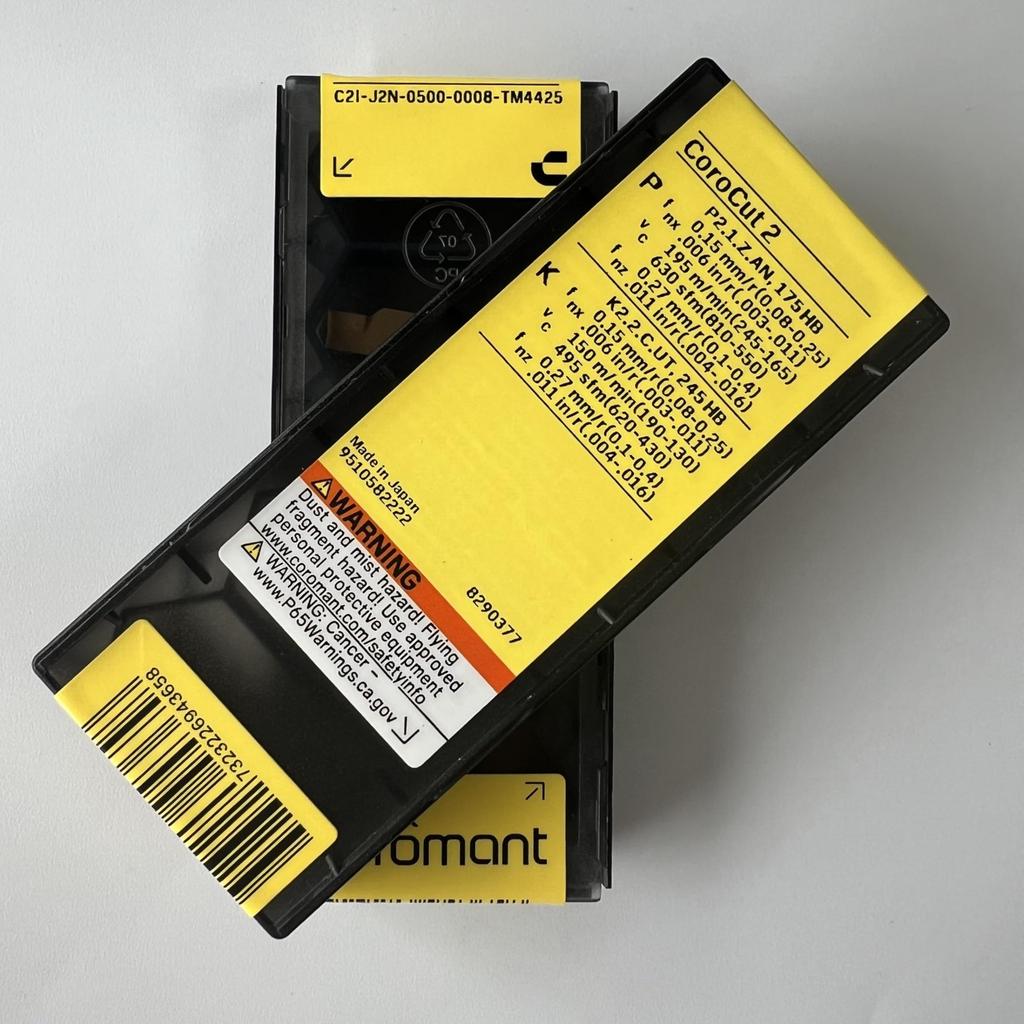 C2I-J2N-0500-0008-TM4425
07
PC
CoroCut 2
P P2.1.Z.AN, 175HB
fnx 0.15 mm/r(0.08-0.25)
.006 in/r(.003-.011)
vc 195 m/min(245-165)
630 sfm(810-550)
fnz 0.27 mm/r(0.1-0.4)
.011 in/r(.004-.016)
K K2.2.C.UT, 245 HB
fnx 0.15 mm/r(0.08-0.25)
.006 in/r(.003-.011)
vc 150 m/min(190-130)
495 sfm(620-430)
fnz 0.27 mm/r(0.1-0.4)
.011 in/r(.004-.016)
Made in Japan
9510582222
8290377
WARNING
Dust and mist hazard! Flying
fragment hazard! Use approved
personal protective equipment
www.coromant.com/safetyinfo
WARNING: Cancer –
www.P65Warnings.ca.gov
7323226943658
romant